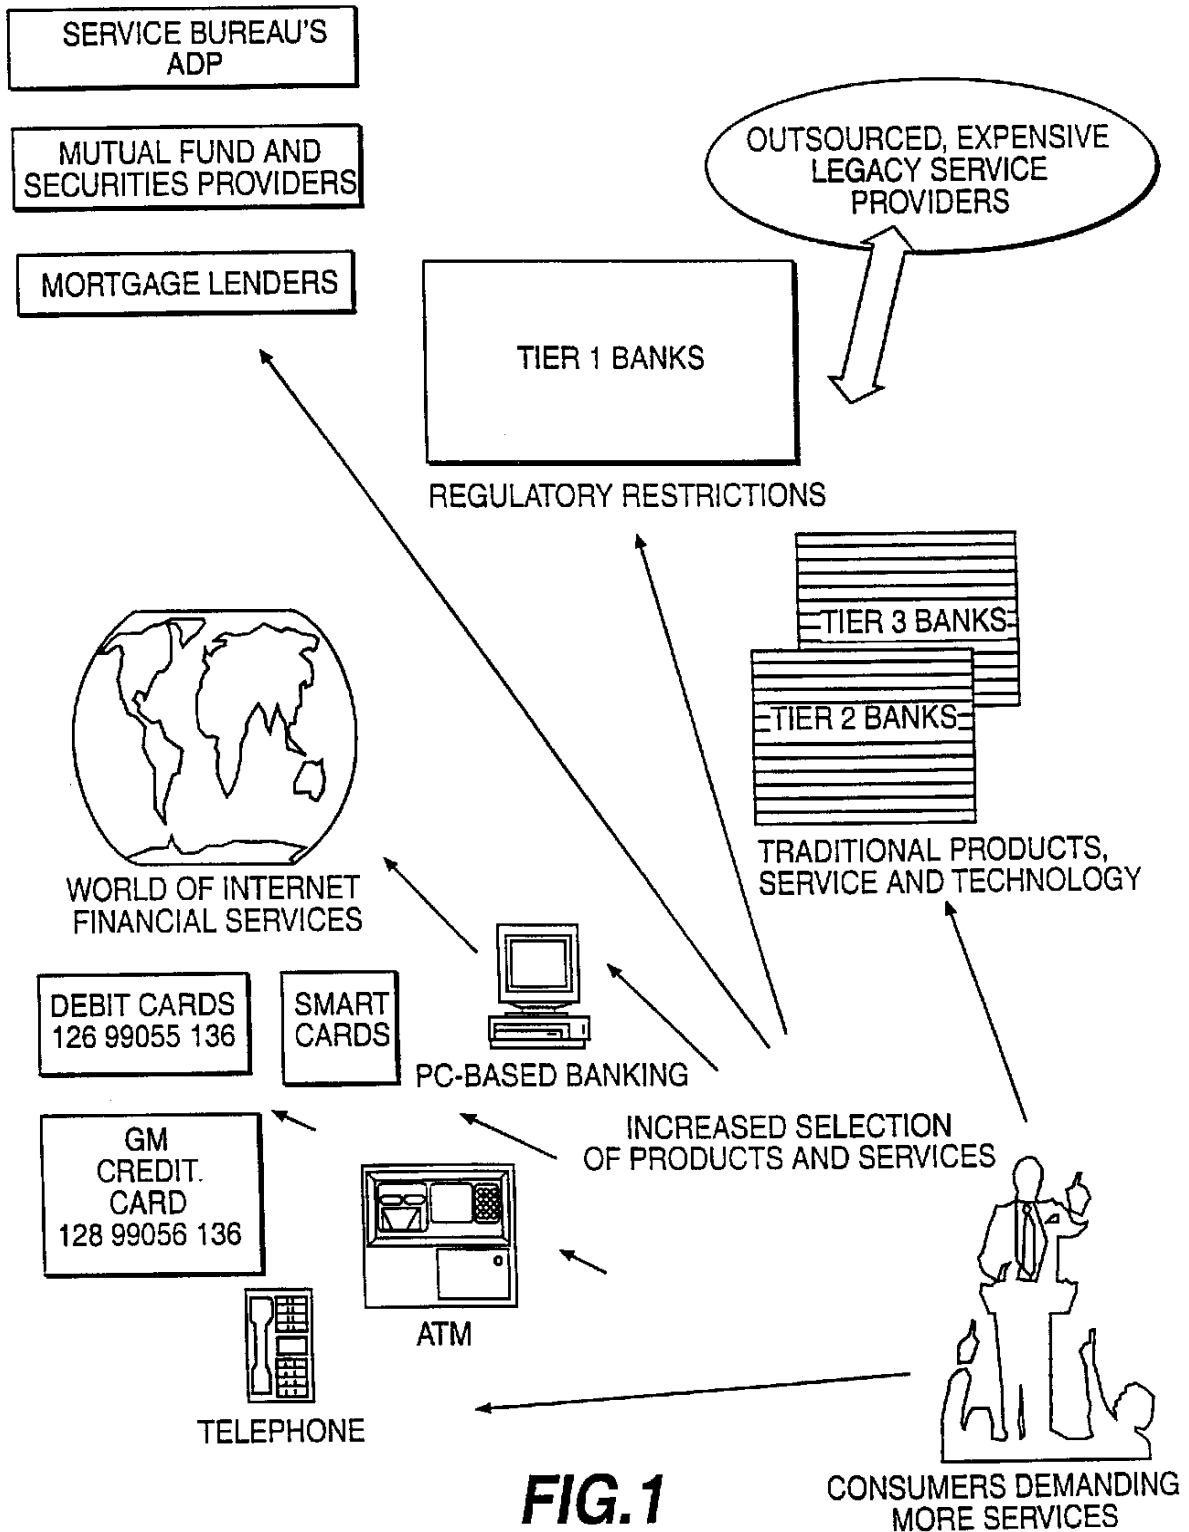 SERVICE BUREAU'S
ADP
MUTUAL FUND AND
SECURITIES PROVIDERS
MORTGAGE LENDERS
OUTSOURCED, EXPENSIVE
LEGACY SERVICE
PROVIDERS
TIER 1 BANKS
REGULATORY RESTRICTIONS
TIER 3 BANKS
TIER 2 BANKS
TRADITIONAL PRODUCTS,
SERVICE AND TECHNOLOGY
WORLD OF INTERNET
FINANCIAL SERVICES
DEBIT CARDS
126 99055 136
SMART
CARDS
PC-BASED BANKING
GM
CREDIT.
CARD
128 99056 136
INCREASED SELECTION
OF PRODUCTS AND SERVICES
ATM
TELEPHONE
CONSUMERS DEMANDING
MORE SERVICES
FIG.1